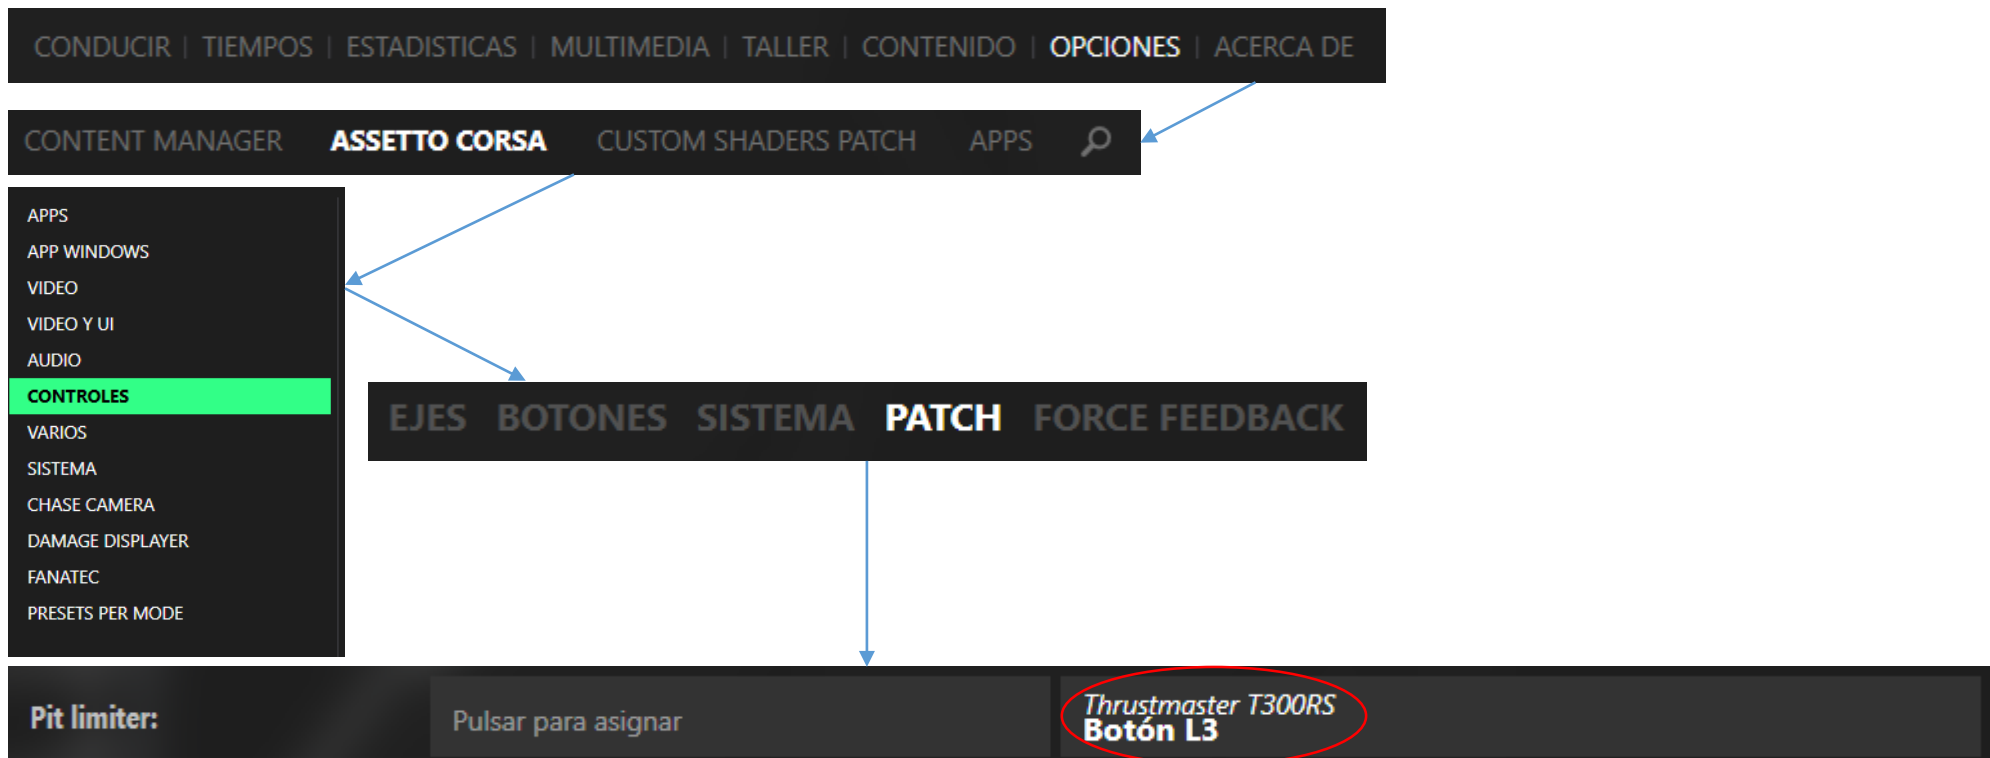 CONDUCIR | TIEMPOS | ESTADISTICAS | MULTIMEDIA | TALLER | CONTENIDO | OPCIONES | ACERCA DE
CONTENT MANAGER ASSETTO CORSA CUSTOM SHADERS PATCH APPS
APPS
APP WINDOWS
VIDEO
VIDEO Y UI
AUDIO
CONTROLES
VARIOS
SISTEMA
CHASE CAMERA
DAMAGE DISPLAYER
FANATEC
PRESETS PER MODE
EJES BOTONES SISTEMA PATCH FORCE FEEDBACK
Pit limiter:
Pulsar para asignar
Thrustmaster T300RS
Botón L3